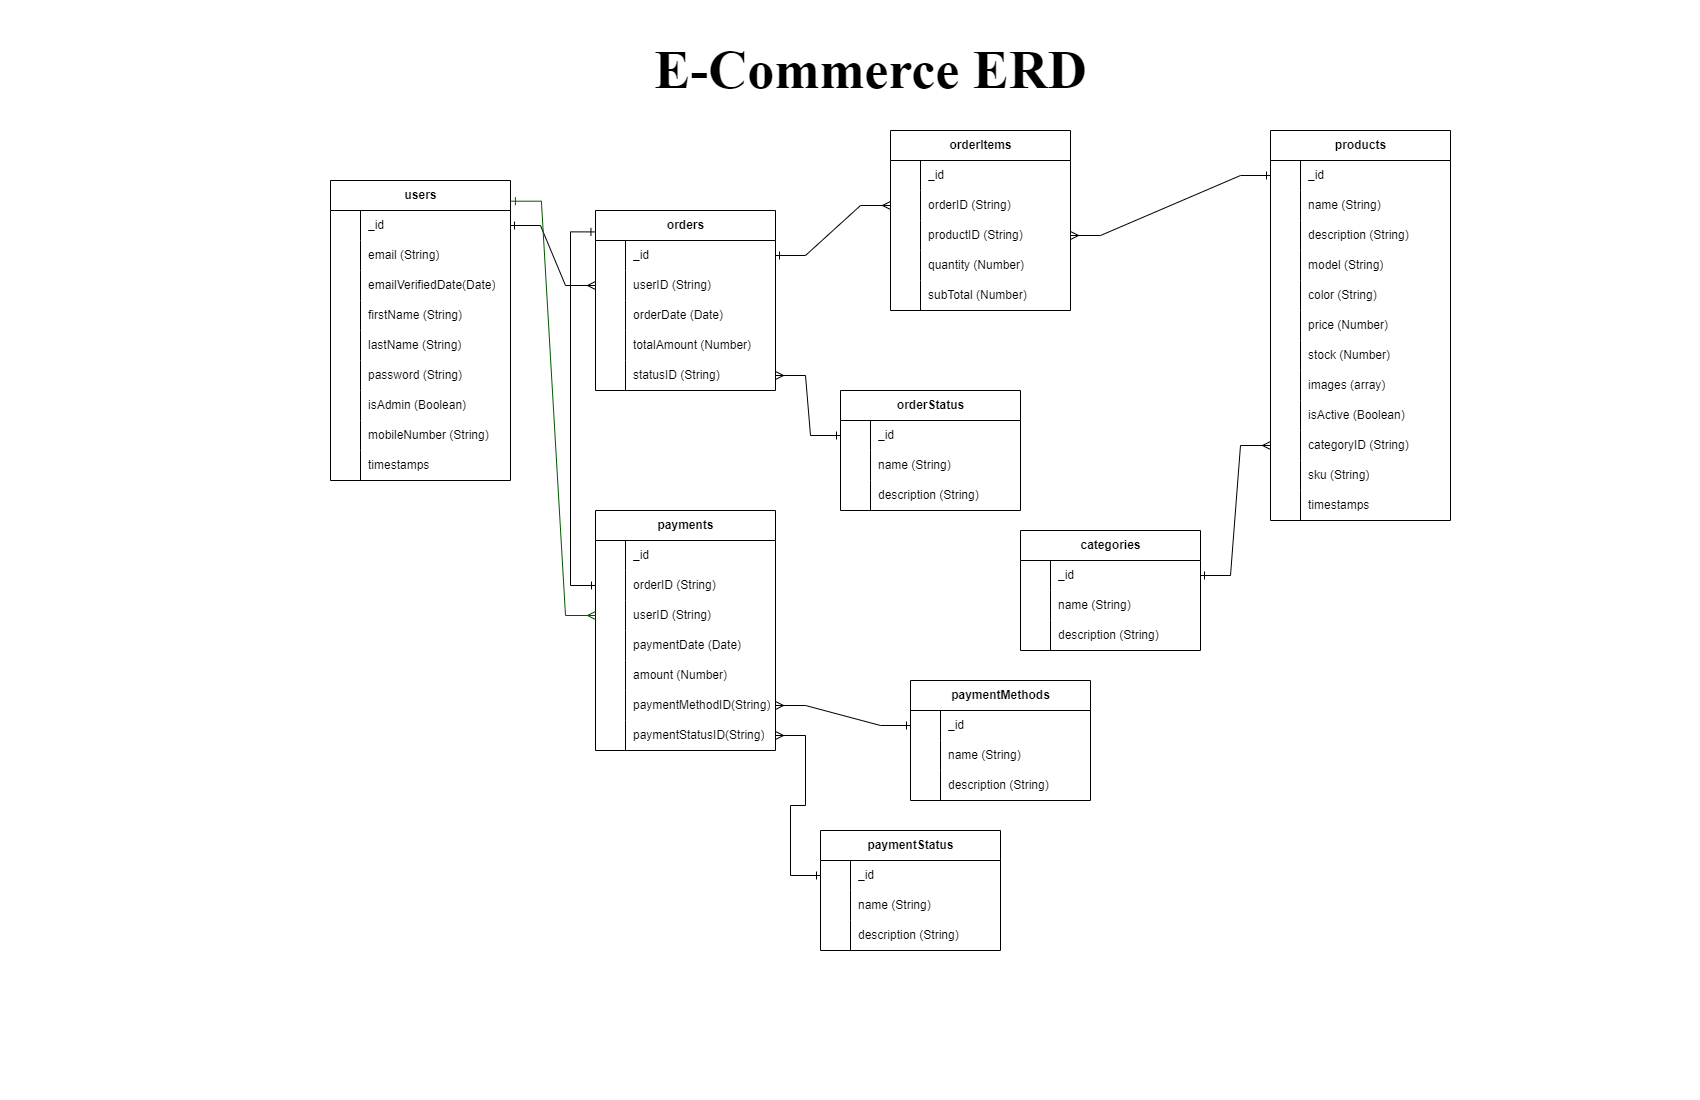 E-Commerce ERD
users
_id
email (String)
emailVerifiedDate(Date)
firstName (String)
lastName (String)
password (String)
isAdmin (Boolean)
mobileNumber (String)
timestamps
orders
_id
userID (String)
orderDate (Date)
totalAmount (Number)
statusID (String)
orderItems
_id
orderID (String)
productID (String)
quantity (Number)
subTotal (Number)
products
_id
name (String)
description (String)
model (String)
color (String)
price (Number)
stock (Number)
images (array)
isActive (Boolean)
categoryID (String)
sku (String)
timestamps
orderStatus
_id
name (String)
description (String)
payments
_id
orderID (String)
userID (String)
paymentDate (Date)
amount (Number)
paymentMethodID(String)
paymentStatusID(String)
categories
_id
name (String)
description (String)
paymentMethods
_id
name (String)
description (String)
paymentStatus
_id
name (String)
description (String)